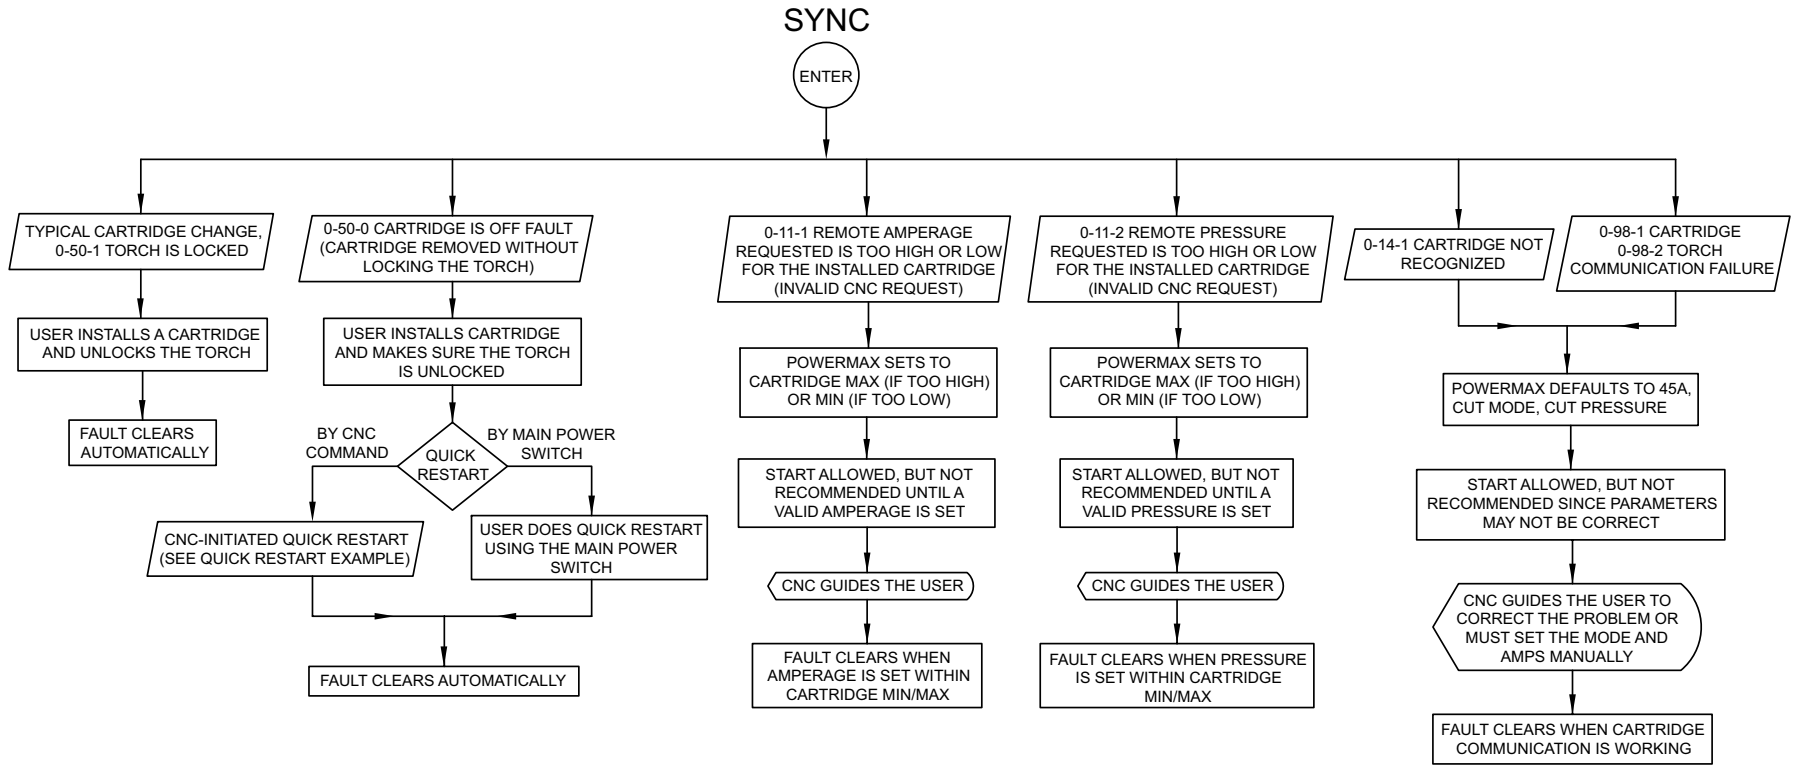 SYNC
ENTER
TYPICAL CARTRIDGE CHANGE,
0-50-1 TORCH IS LOCKED
USER INSTALLS A CARTRIDGE
AND UNLOCKS THE TORCH
FAULT CLEARS
AUTOMATICALLY
0-50-0 CARTRIDGE IS OFF FAULT
(CARTRIDGE REMOVED WITHOUT
LOCKING THE TORCH)
USER INSTALLS CARTRIDGE
AND MAKES SURE THE TORCH
IS UNLOCKED
QUICK
RESTART
BY CNC
COMMAND
BY MAIN POWER
SWITCH
CNC-INITIATED QUICK RESTART
(SEE QUICK RESTART EXAMPLE)
USER DOES QUICK RESTART
USING THE MAIN POWER
SWITCH
FAULT CLEARS AUTOMATICALLY
0-11-1 REMOTE AMPERAGE
REQUESTED IS TOO HIGH OR LOW
FOR THE INSTALLED CARTRIDGE
(INVALID CNC REQUEST)
POWERMAX SETS TO
CARTRIDGE MAX (IF TOO HIGH)
OR MIN (IF TOO LOW)
START ALLOWED, BUT NOT
RECOMMENDED UNTIL A
VALID AMPERAGE IS SET
CNC GUIDES THE USER
FAULT CLEARS WHEN
AMPERAGE IS SET WITHIN
CARTRIDGE MIN/MAX
0-11-2 REMOTE PRESSURE
REQUESTED IS TOO HIGH OR LOW
FOR THE INSTALLED CARTRIDGE
(INVALID CNC REQUEST)
POWERMAX SETS TO
CARTRIDGE MAX (IF TOO HIGH)
OR MIN (IF TOO LOW)
START ALLOWED, BUT NOT
RECOMMENDED UNTIL A
VALID PRESSURE IS SET
CNC GUIDES THE USER
FAULT CLEARS WHEN PRESSURE
IS SET WITHIN CARTRIDGE
MIN/MAX
0-14-1 CARTRIDGE NOT
RECOGNIZED
0-98-1 CARTRIDGE
0-98-2 TORCH
COMMUNICATION FAILURE
POWERMAX DEFAULTS TO 45A,
CUT MODE, CUT PRESSURE
START ALLOWED, BUT NOT
RECOMMENDED SINCE PARAMETERS
MAY NOT BE CORRECT
CNC GUIDES THE USER TO
CORRECT THE PROBLEM OR
MUST SET THE MODE AND
AMPS MANUALLY
FAULT CLEARS WHEN CARTRIDGE
COMMUNICATION IS WORKING